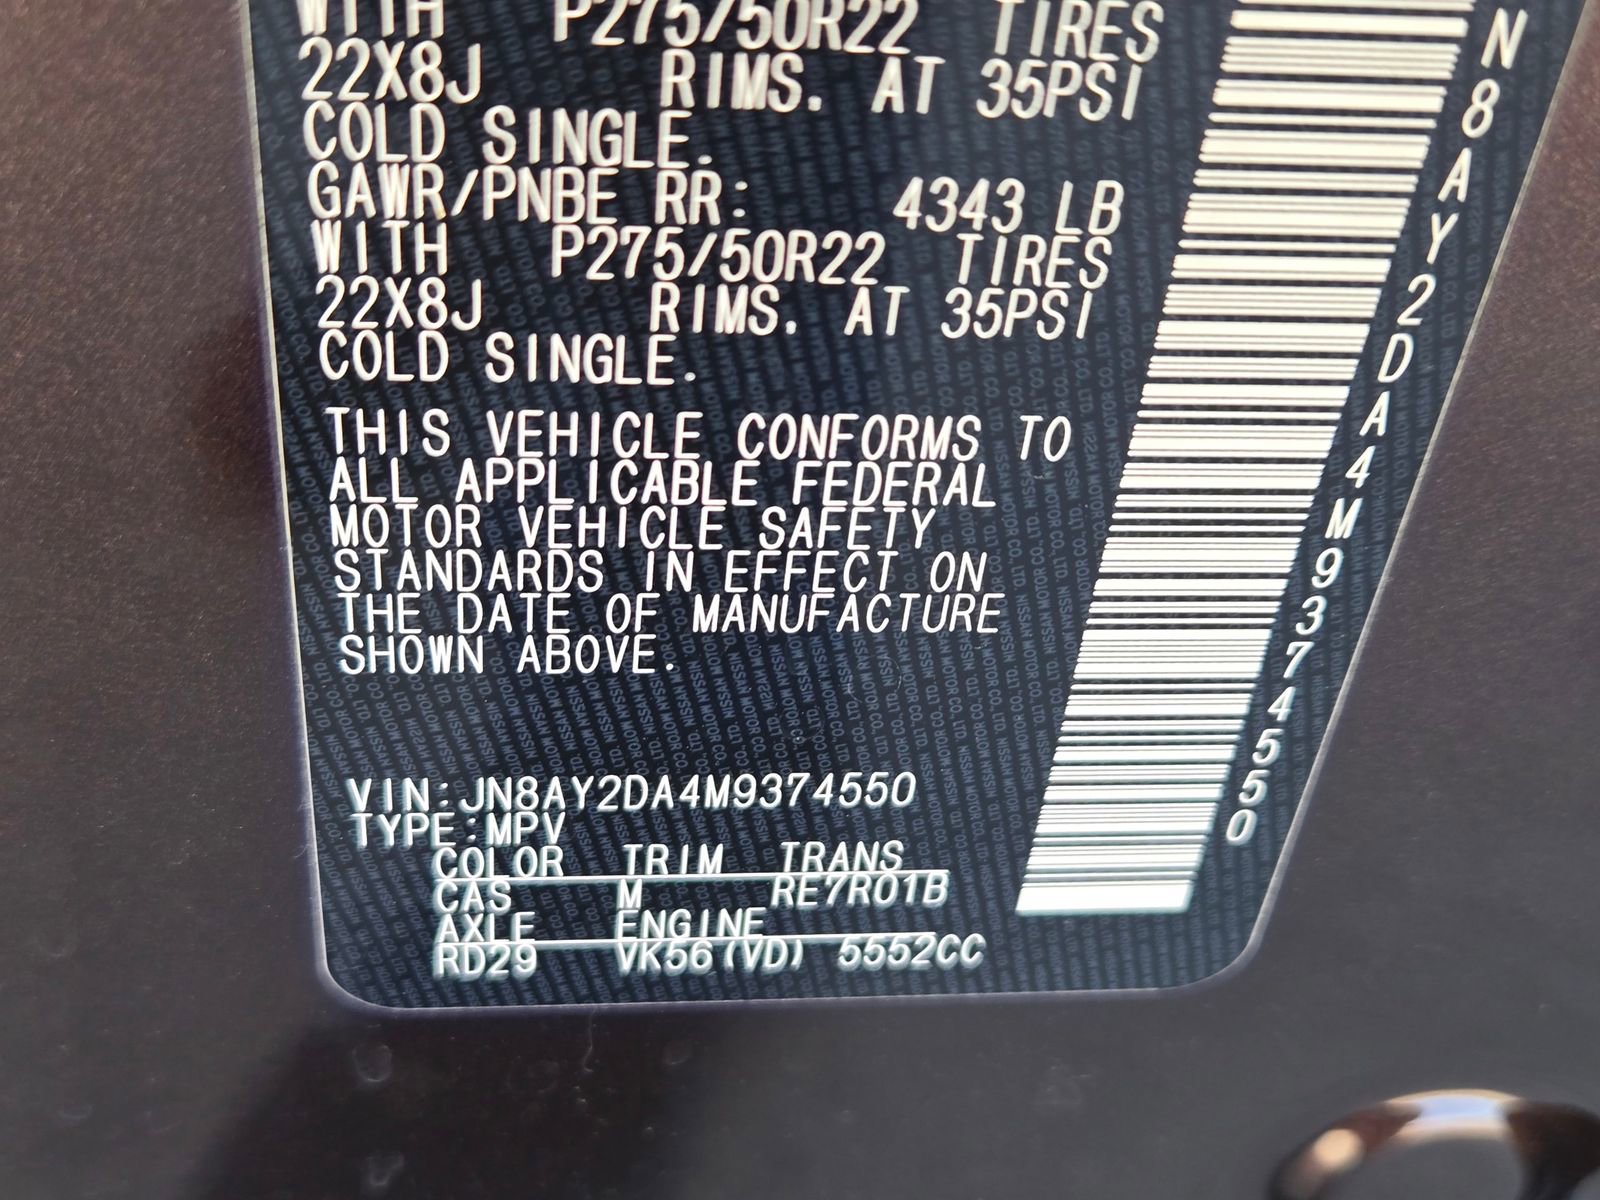 WITH P275/50R22 TIRES
22X8J RIMS. AT 35PSI
COLD SINGLE.
GAWR/PNBE RR: 4343 LB
WITH P275/50R22 TIRES
22X8J RIMS. AT 35PSI
COLD SINGLE.
THIS VEHICLE CONFORMS TO
ALL APPLICABLE FEDERAL
MOTOR VEHICLE SAFETY
STANDARDS IN EFFECT ON
THE DATE OF MANUFACTURE
SHOWN ABOVE.
VIN:JN8AY2DA4M9374550
TYPE:MPV
COLOR TRIM TRANS
CAS M RE7R01B
AXLE ENGINE
RD29 VK56(VD) 5552CC
N8AY2DA4M9374550